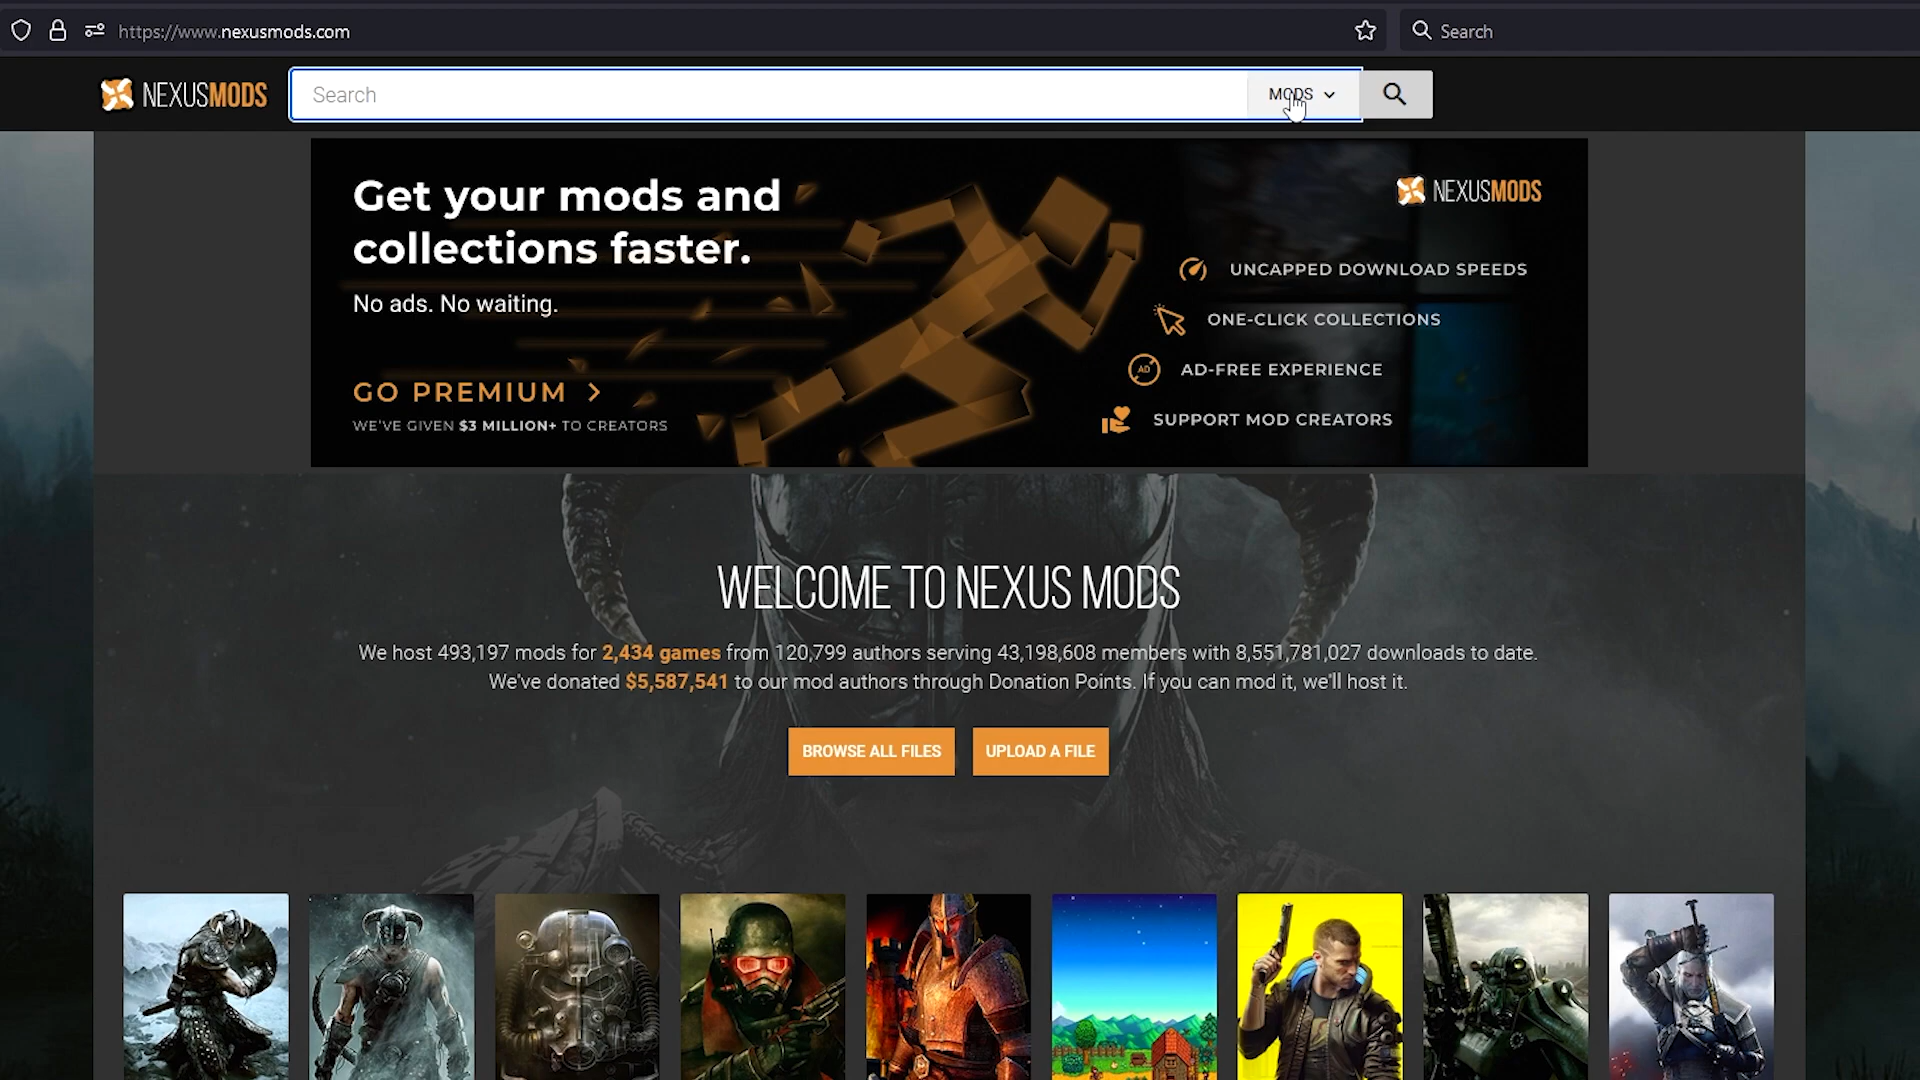 https://www.nexusmods.com
Search
NEXUSMODS
Search
MODS
Get your mods and
collections faster.
No ads. No waiting.
GO PREMIUM
WE'VE GIVEN $3 MILLION+ TO CREATORS
NEXUSMODS
UNCAPPED DOWNLOAD SPEEDS
ONE-CLICK COLLECTIONS
AD
AD-FREE EXPERIENCE
SUPPORT MOD CREATORS
WELCOME TO NEXUS MODS
We host 493,197 mods for 2,434 games from 120,799 authors serving 43,198,608 members with 8,551,781,027 downloads to date.
We've donated $5,587,541 to our mod authors through Donation Points. If you can mod it, we'll host it.
BROWSE ALL FILES
UPLOAD A FILE